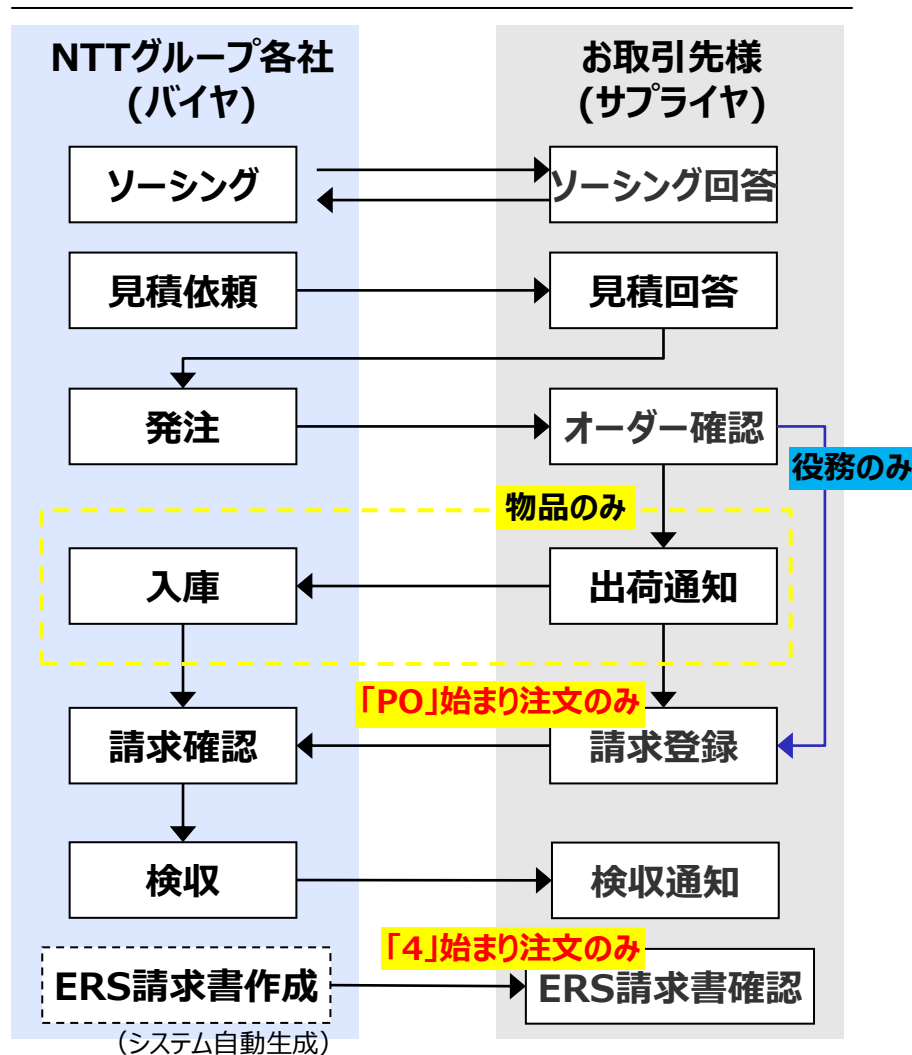 NTTグループ各社
(バイヤ)
お取引先様
(サプライヤ)
ソーシング
ソーシング回答
見積依頼
見積回答
発注
オーダー確認
役務のみ
物品のみ
入庫
出荷通知
「PO」始まり注文のみ
請求確認
請求登録
検収
検収通知
「4」始まり注文のみ
ERS請求書作成
ERS請求書確認
（システム自動生成）